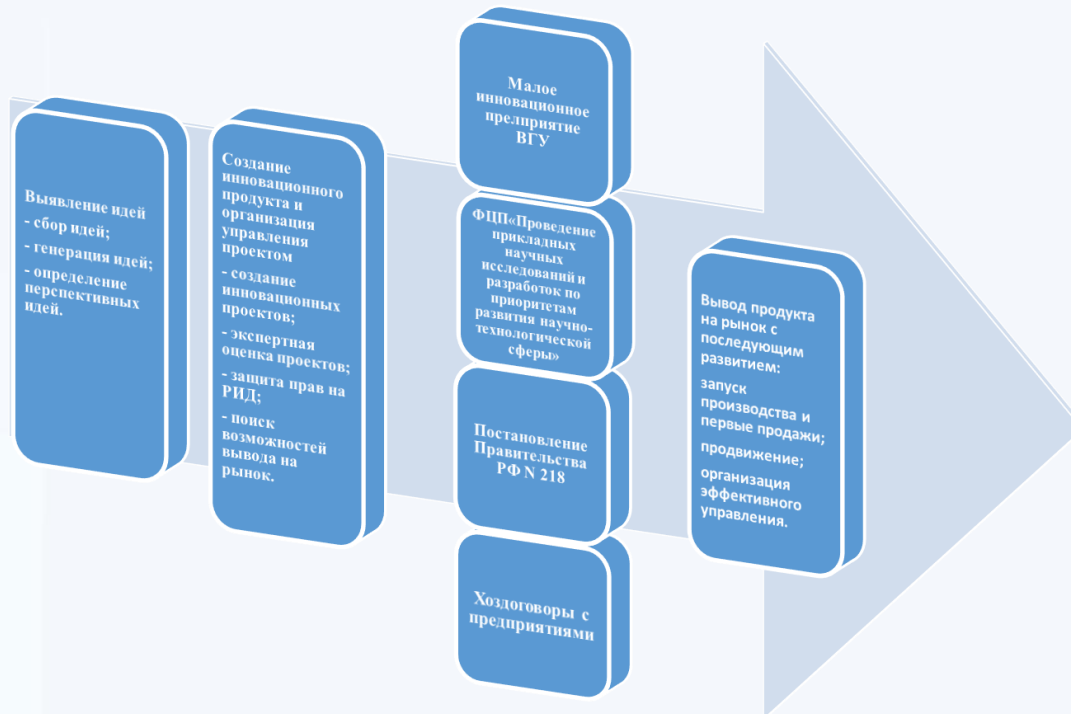 Выявление идей
- сбор идей;
- генерация идей;
- определение
перспективных
идей.
Создание
инновационного
продукта и
организация
управления
проектом
- создание
инновационных
проектов;
- экспертная
оценка проектов;
- защита прав на
РИД;
- поиск
возможностей
вывода на
рынок.
Малое
инновационное
прелприятие
ВГУ
ФЦП«Проведение
прикладных
научных
исследований и
разработок по
приоритетам
развития научно-
технологической
сферы»
Постановление
Правительства
РФ N 218
Хоздоговоры с
предприятиями
Вывод продукта
на рынок с
последующим
развитием:
запуск
производства и
первые продажи;
продвижение;
организация
эффективного
управления.